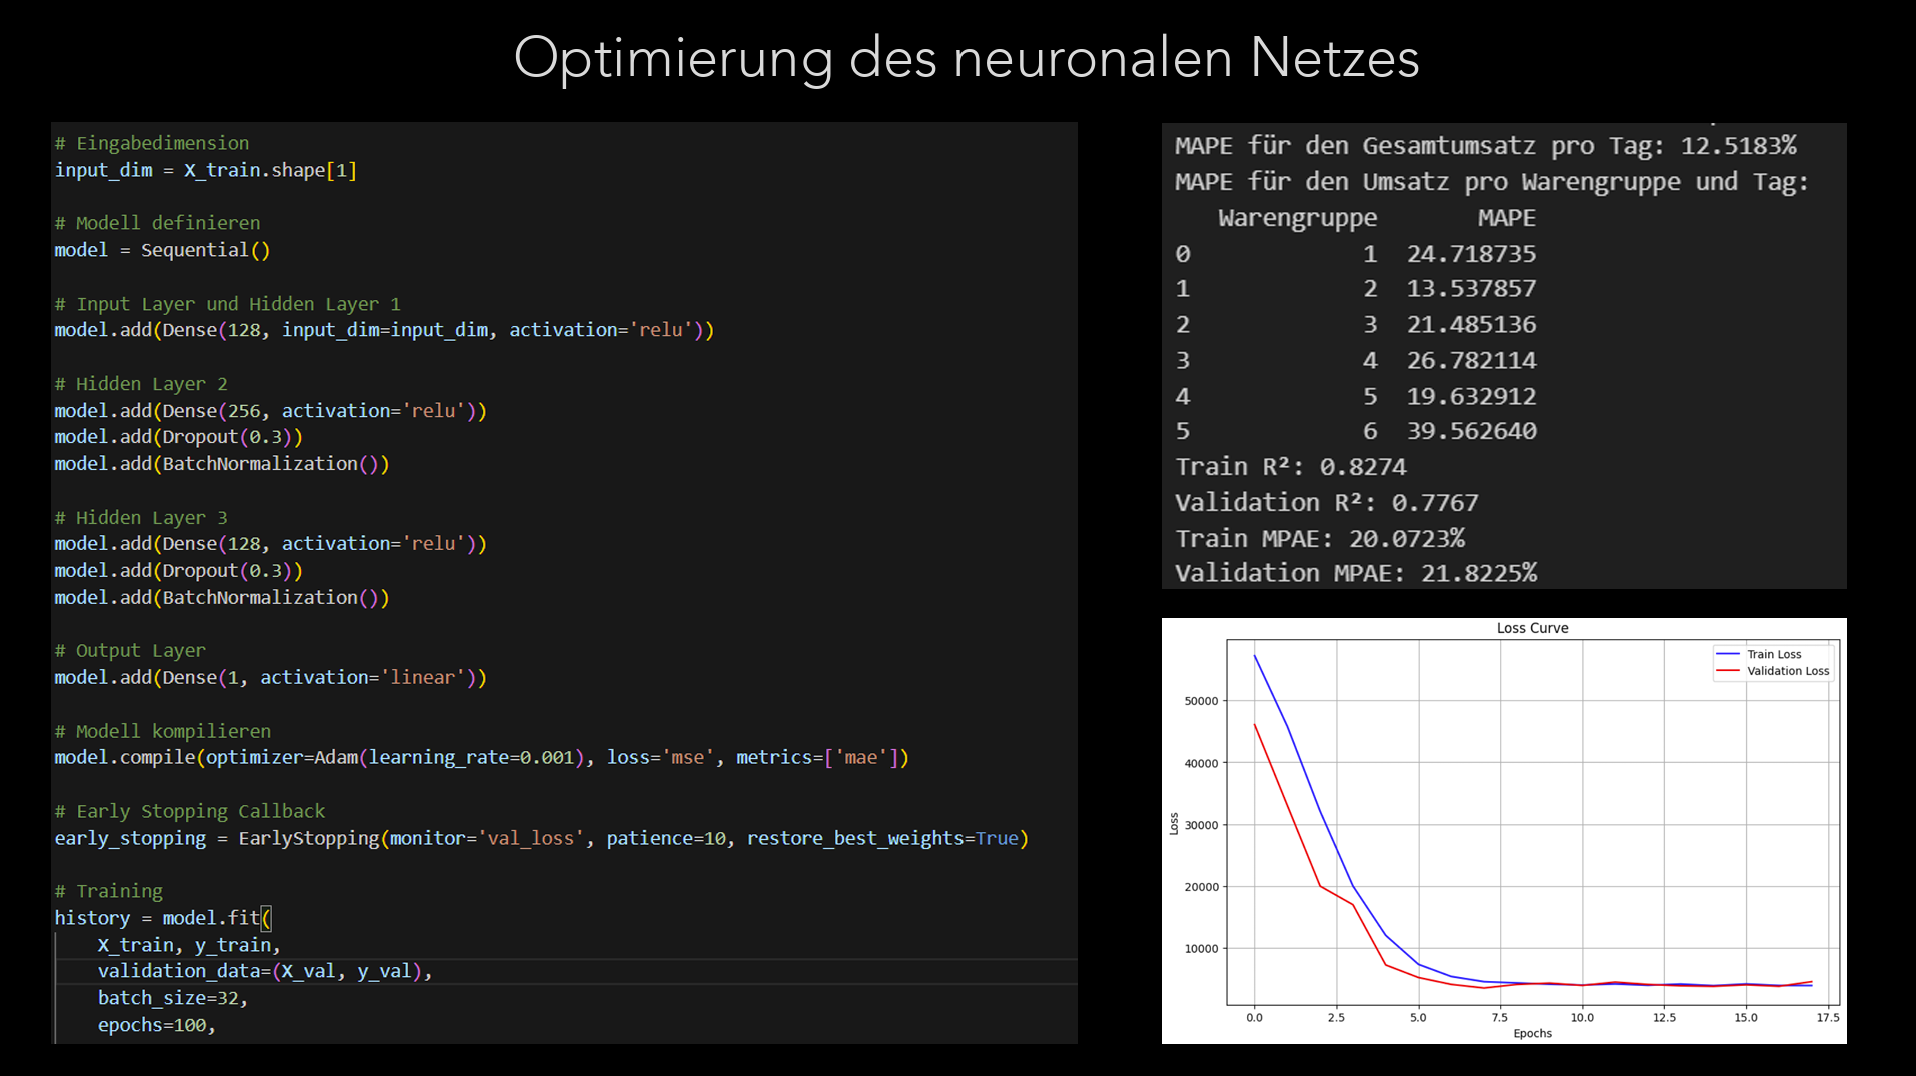 Optimierung des neuronalen Netzes
# Eingabedimension
input_dim = X_train.shape[1]
# Modell definieren
model = Sequential()
# Input Layer und Hidden Layer 1
model.add(Dense(128, input_dim=input_dim, activation='relu'))
# Hidden Layer 2
model.add(Dense(256, activation='relu'))
model.add(Dropout(0.3))
model.add(BatchNormalization())
# Hidden Layer 3
model.add(Dense(128, activation='relu'))
model.add(Dropout(0.3))
model.add(BatchNormalization())
# Output Layer
model.add(Dense(1, activation='linear'))
# Modell kompilieren
model.compile(optimizer=Adam(learning_rate=0.001), loss='mse', metrics=['mae'])
# Early Stopping Callback
early_stopping = EarlyStopping(monitor='val_loss', patience=10, restore_best_weights=True)
# Training
history = model.fit(
X_train, y_train,
validation_data=(X_val, y_val),
batch_size=32,
epochs=100,
MAPE für den Gesamtumsatz pro Tag: 12.5183%
MAPE für den Umsatz pro Warengruppe und Tag:
Warengruppe MAPE
0 1 24.718735
1 2 13.537857
2 3 21.485136
3 4 26.782114
4 5 19.632912
5 6 39.562640
Train R²: 0.8274
Validation R²: 0.7767
Train MPAE: 20.0723%
Validation MPAE: 21.8225%
Loss Curve
Train Loss
Validation Loss
50000
40000
30000
20000
10000
Loss
0.0 2.5 5.0 7.5 10.0 12.5 15.0 17.5
Epochs